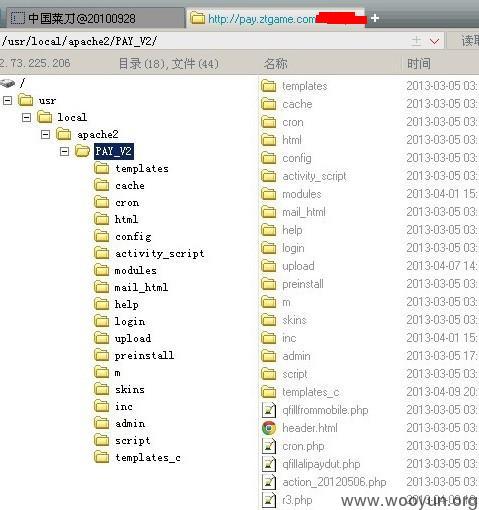 中国菜刀@20100928
http://pay.ztgame.com
+
/usr/local/apache2/PAY_V2/
读取
2.73.225.206
目录(18),文件(44)
名称
时间
/
usr
local
apache2
PAY_V2
templates
cache
cron
html
config
activity_script
modules
mail_html
help
login
upload
preinstall
m
skins
inc
admin
script
templates_c
templates 2013-03-05 03:
cache 2013-03-05 03:
cron 2013-03-05 03:
html 2013-03-05 03:
config 2013-03-05 03:
activity_script 2013-03-05 03:
modules 2013-04-01 15:
mail_html 2013-03-05 03:
help 2013-03-05 03:
login 2013-03-05 03:
upload 2013-04-07 14:
preinstall 2013-03-05 03:
m 2013-03-05 03:
skins 2013-03-05 03:
inc 2013-04-01 15:
admin 2013-03-05 17:
script 2013-03-05 03:
templates_c 2013-04-09 20:
qfillfrommobile.php 2013-03-05 03:
header.html 2013-03-05 03:
cron.php 2013-03-05 03:
qfillalipaydut.php 2013-03-05 03:
action_20120506.php 2013-03-05 03:
r3.php
www.wooyun.org